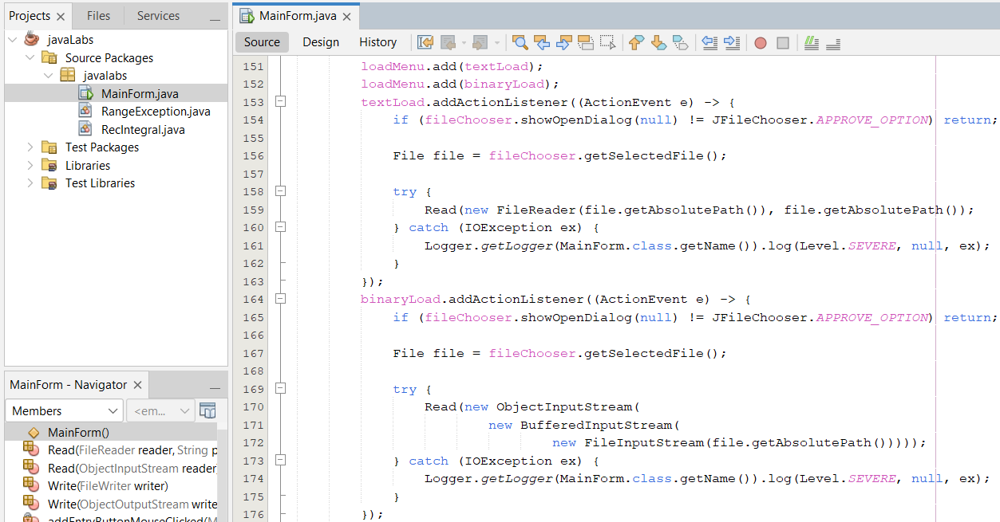 Projects Files Services
javaLabs
Source Packages
javalabs
MainForm.java
RangeException.java
RecIntegral.java
Test Packages
Libraries
Test Libraries
MainForm - Navigator
Members <em...
MainForm()
Read(FileReader reader, String p
Read(ObjectInputStream reader
Write(FileWriter writer)
Write(ObjectOutputStream write
addEntryButtonMouseClicked(M
MainForm.java
Source Design History
151 loadMenu.add(textLoad);
152 loadMenu.add(binaryLoad);
153 textLoad.addActionListener((ActionEvent e) -> {
154 if (fileChooser.showOpenDialog(null) != JFileChooser.APPROVE_OPTION) return;
155
156 File file = fileChooser.getSelectedFile();
157
158 try {
159 Read(new FileReader(file.getAbsolutePath()), file.getAbsolutePath());
160 } catch (IOException ex) {
161 Logger.getLogger(MainForm.class.getName()).log(Level.SEVERE, null, ex);
162 }
163 });
164 binaryLoad.addActionListener((ActionEvent e) -> {
165 if (fileChooser.showOpenDialog(null) != JFileChooser.APPROVE_OPTION) return;
166
167 File file = fileChooser.getSelectedFile();
168
169 try {
170 Read(new ObjectInputStream(
171 new BufferedInputStream(
172 new FileInputStream(file.getAbsolutePath()))));
173 } catch (IOException ex) {
174 Logger.getLogger(MainForm.class.getName()).log(Level.SEVERE, null, ex);
175 }
176 });